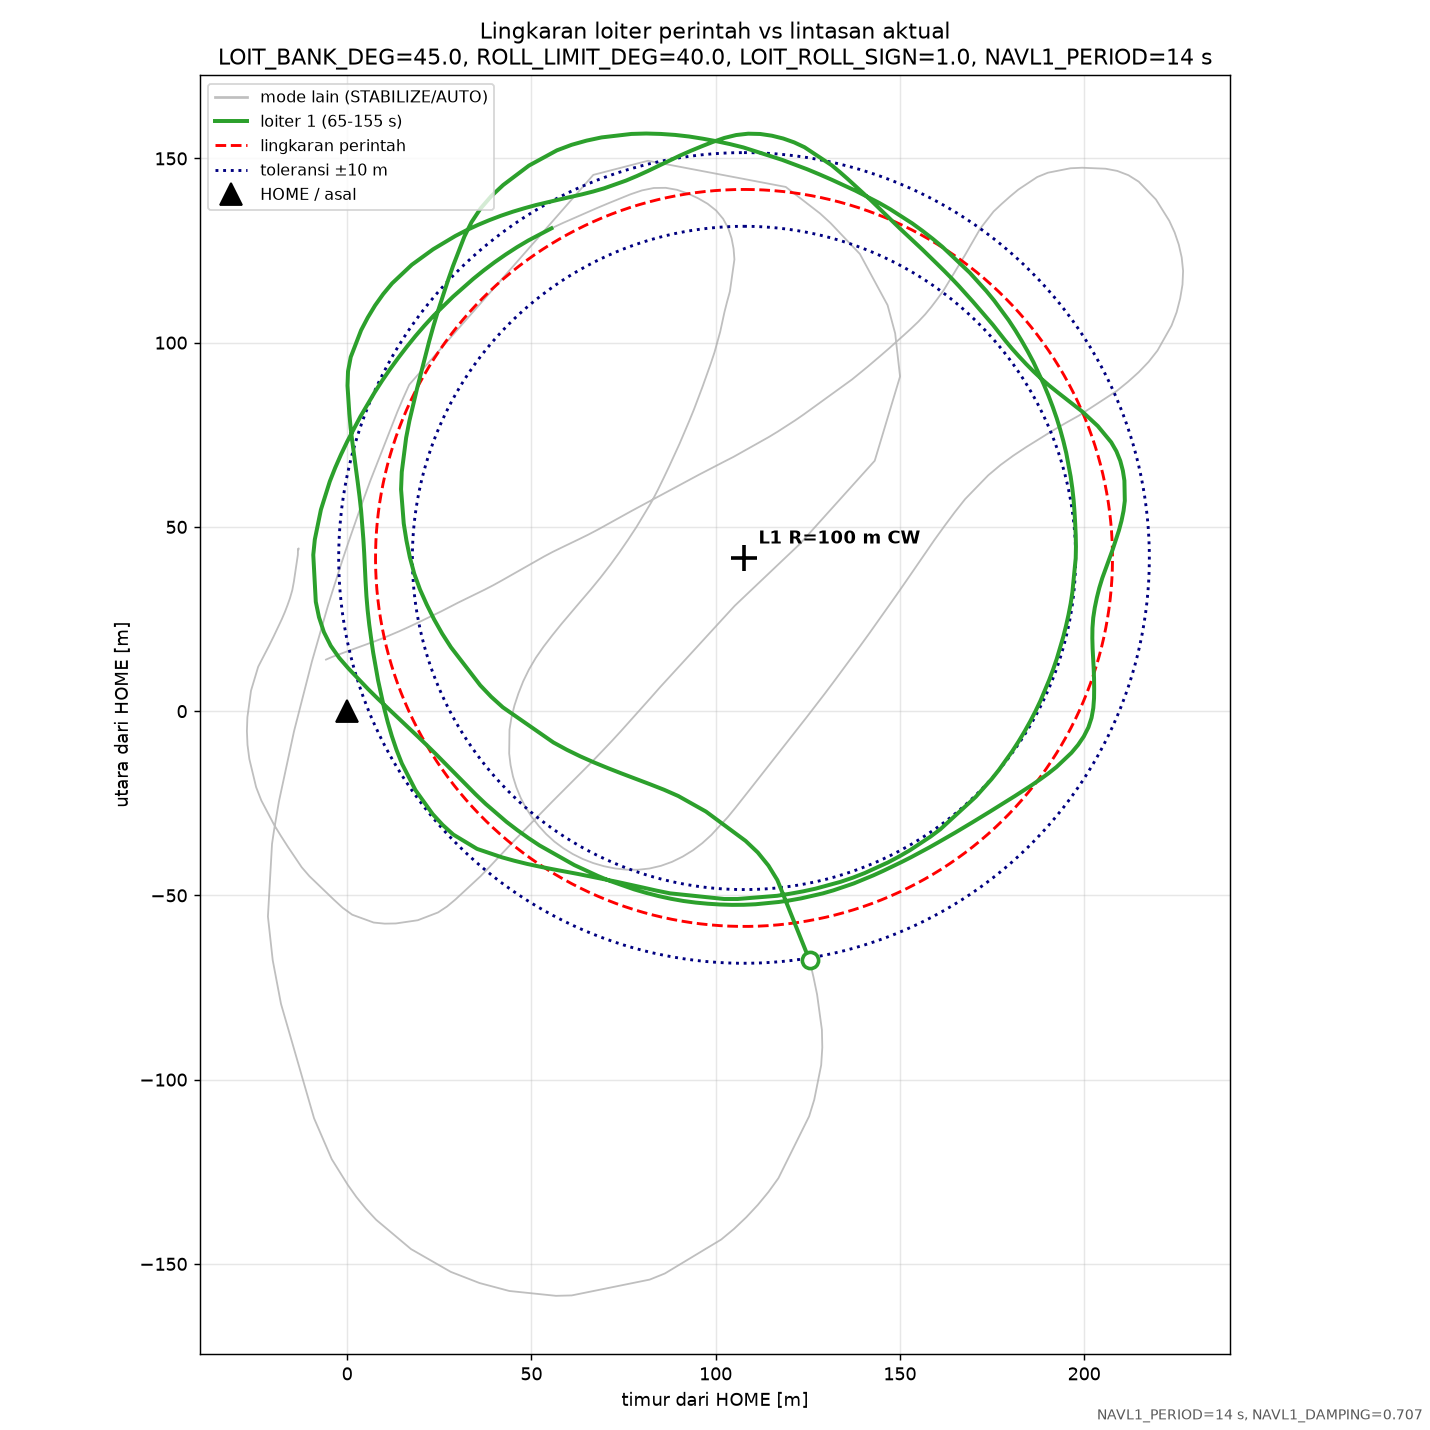 Lingkaran loiter perintah vs lintasan aktual
LOIT_BANK_DEG=45.0, ROLL_LIMIT_DEG=40.0, LOIT_ROLL_SIGN=1.0, NAVL1_PERIOD=14 s
mode lain (STABILIZE/AUTO)
loiter 1 (65-155 s)
lingkaran perintah
toleransi ±10 m
HOME / asal
150
100
50
0
−50
−100
−150
utara dari HOME [m]
L1 R=100 m CW
0
50
100
150
200
timur dari HOME [m]
NAVL1_PERIOD=14 s, NAVL1_DAMPING=0.707